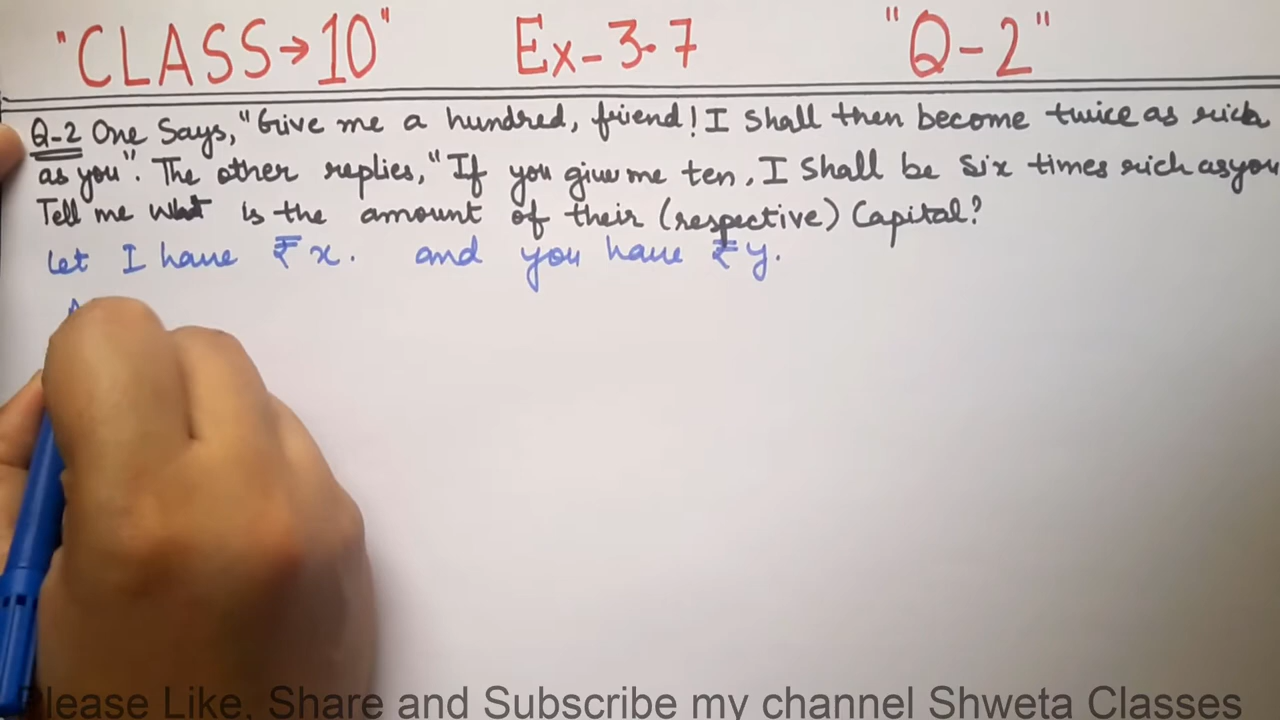 "CLASS→10" Ex-3.7 "Q-2"
Q-2 One Says, "Give me a hundred, friend! I Shall then become twice as rich
as you". The other replies, "If you give me ten, I Shall be Six times rich as you
Tell me what is the amount of their (respective) Capital?
Let I have ₹ x. and you have ₹ y.
Please Like, Share and Subscribe my channel Shweta Classes